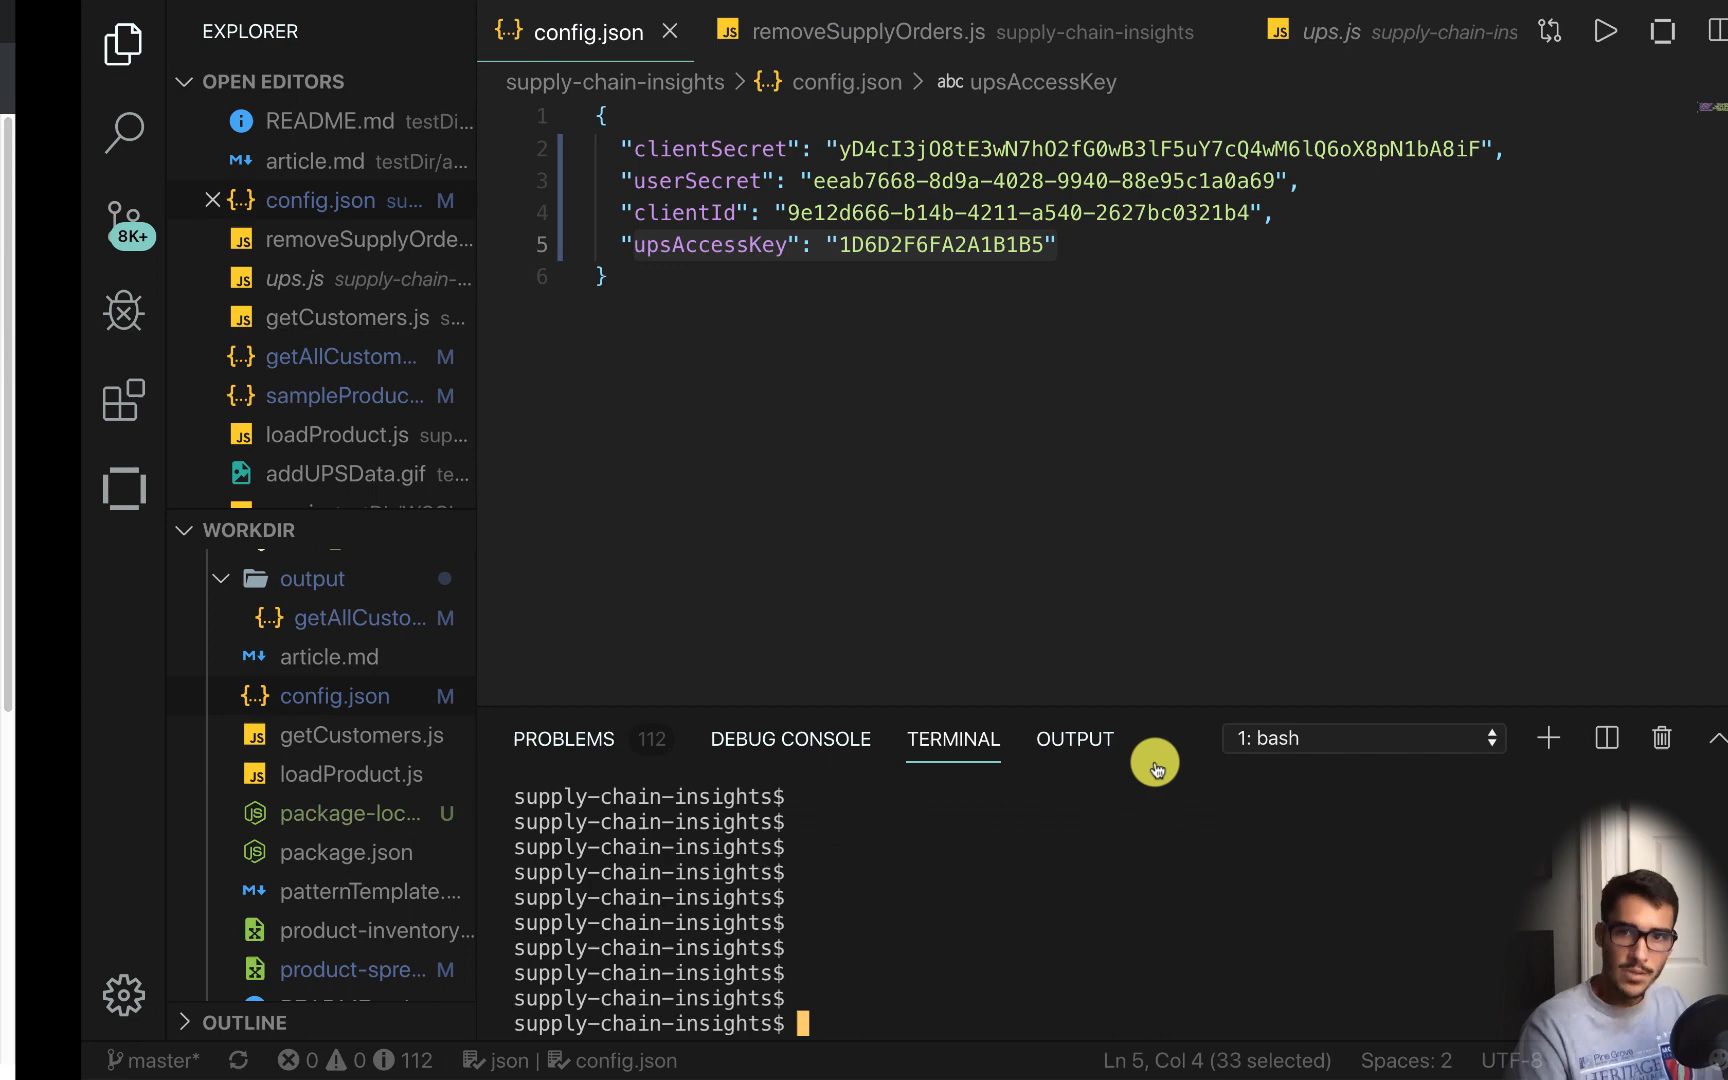 EXPLORER
OPEN EDITORS
README.md testDi...
article.md testDir/a...
config.json su... M
removeSupplyOrde...
ups.js supply-chain-...
getCustomers.js s...
getAllCustom... M
sampleProduc... M
loadProduct.js sup...
addUPSData.gif te...
WORKDIR
output
getAllCusto... M
article.md
config.json M
getCustomers.js
loadProduct.js
package-loc... U
package.json
patternTemplate....
product-inventory...
product-spre... M
OUTLINE
8K+
config.json
removeSupplyOrders.js supply-chain-insights
ups.js supply-chain-ins
supply-chain-insights > {..} config.json > abc upsAccessKey
1 {
2 "clientSecret": "yD4cI3jO8tE3wN7hO2fG0wB3lF5uY7cQ4wM6lQ6oX8pN1bA8iF",
3 "userSecret": "eeab7668-8d9a-4028-9940-88e95c1a0a69",
4 "clientId": "9e12d666-b14b-4211-a540-2627bc0321b4",
5 "upsAccessKey": "1D6D2F6FA2A1B1B5"
6 }
PROBLEMS 112 DEBUG CONSOLE TERMINAL OUTPUT 1: bash
supply-chain-insights$
supply-chain-insights$
supply-chain-insights$
supply-chain-insights$
supply-chain-insights$
supply-chain-insights$
supply-chain-insights$
supply-chain-insights$
supply-chain-insights$
supply-chain-insights$
Pine Grove
HERITAGE
master* 0 0 112 json | config.json Ln 5, Col 4 (33 selected) Spaces: 2 UTF-8